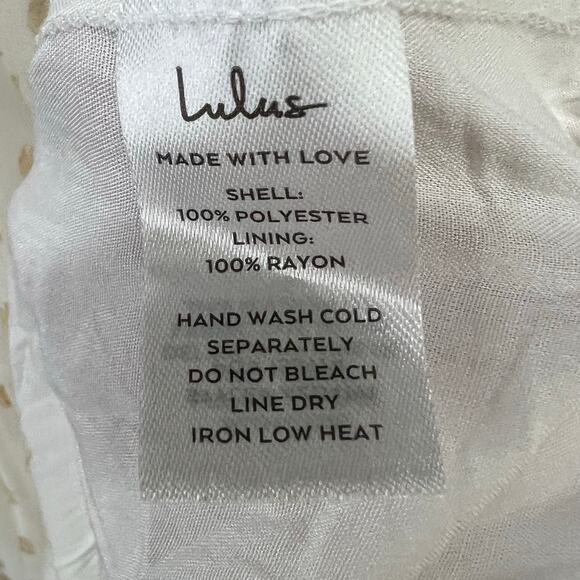 Lulus
MADE WITH LOVE
SHELL:
100% POLYESTER
LINING:
100% RAYON
HAND WASH COLD
SEPARATELY
DO NOT BLEACH
LINE DRY
IRON LOW HEAT